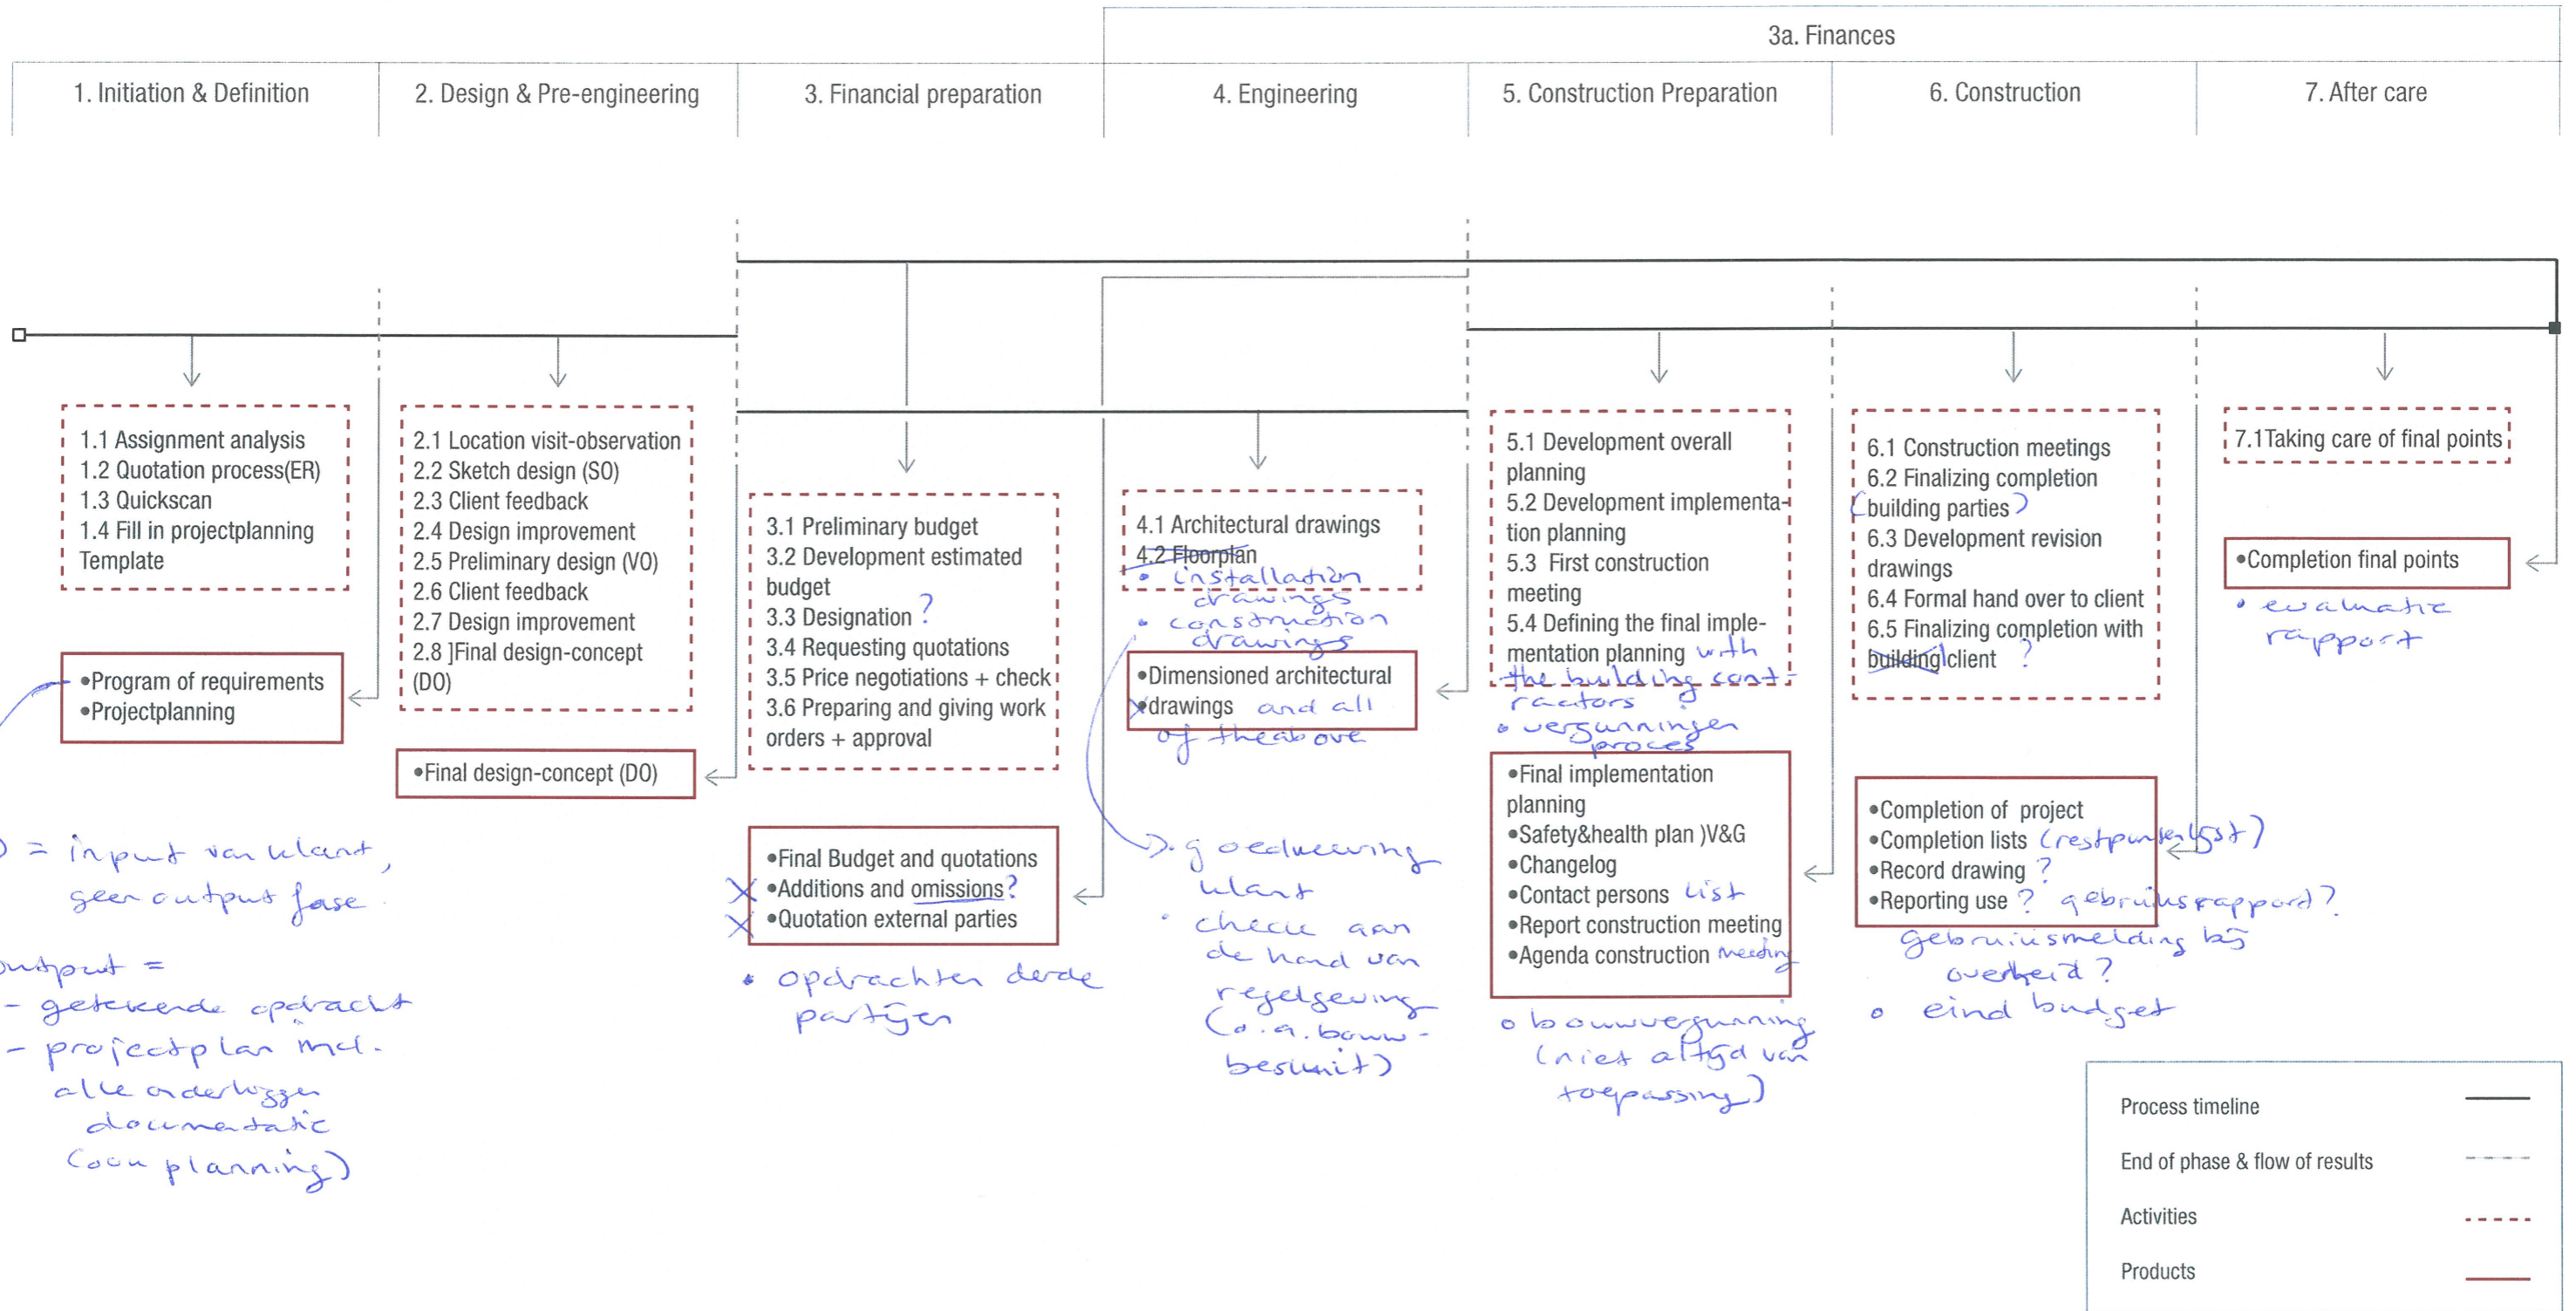 3a. Finances
1. Initiation & Definition
2. Design & Pre-engineering
3. Financial preparation
4. Engineering
5. Construction Preparation
6. Construction
7. After care
1.1 Assignment analysis
1.2 Quotation process(ER)
1.3 Quickscan
1.4 Fill in projectplanning
Template
•Program of requirements
•Projectplanning
= input van klant,
geen output fase
output =
- getekende opdracht
- projectplan incl.
alle onderliggen
documentatie
(ook planning)
2.1 Location visit-observation
2.2 Sketch design (SO)
2.3 Client feedback
2.4 Design improvement
2.5 Preliminary design (VO)
2.6 Client feedback
2.7 Design improvement
2.8 ]Final design-concept
(DO)
•Final design-concept (DO)
3.1 Preliminary budget
3.2 Development estimated
budget
3.3 Designation ?
3.4 Requesting quotations
3.5 Price negotiations + check
3.6 Preparing and giving work
orders + approval
•Final Budget and quotations
X •Additions and omissions?
X •Quotation external parties
• opdrachten derde
partijen
4.1 Architectural drawings
4.2 Floorplan
• installation
drawings
• construction
drawings
•Dimensioned architectural
•drawings and all
of the above
goedkeuring
klant
• check aan
de hand van
regelgeving
(o.a. bouw-
besluit)
5.1 Development overall
planning
5.2 Development implementa-
tion planning
5.3 First construction
meeting
5.4 Defining the final imple-
mentation planning with
the building cont-
ractors
• vergunningen
proces
•Final implementation
planning
•Safety&health plan )V&G
•Changelog
•Contact persons list
•Report construction meeting
•Agenda construction meeting
• bouwvergunning
(niet altijd van
toepassing)
6.1 Construction meetings
6.2 Finalizing completion
(building parties)
6.3 Development revision
drawings
6.4 Formal hand over to client
6.5 Finalizing completion with
building client ?
•Completion of project
•Completion lists (restpuntenlijst)
•Record drawing ?
•Reporting use ? gebruiksrapport?
gebruiksmelding bij
overheid?
• eind budget
7.1Taking care of final points
•Completion final points
• evaluatie
rapport
Process timeline
End of phase & flow of results
Activities
Products